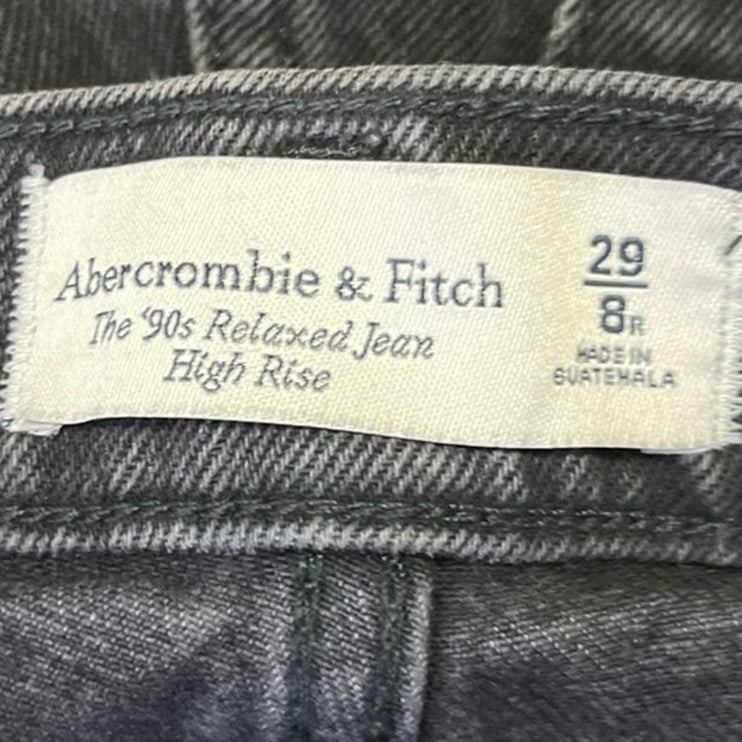 Abercrombie & Fitch
The '90s Relaxed Jean
High Rise
29
8R
MADE IN
GUATEMALA